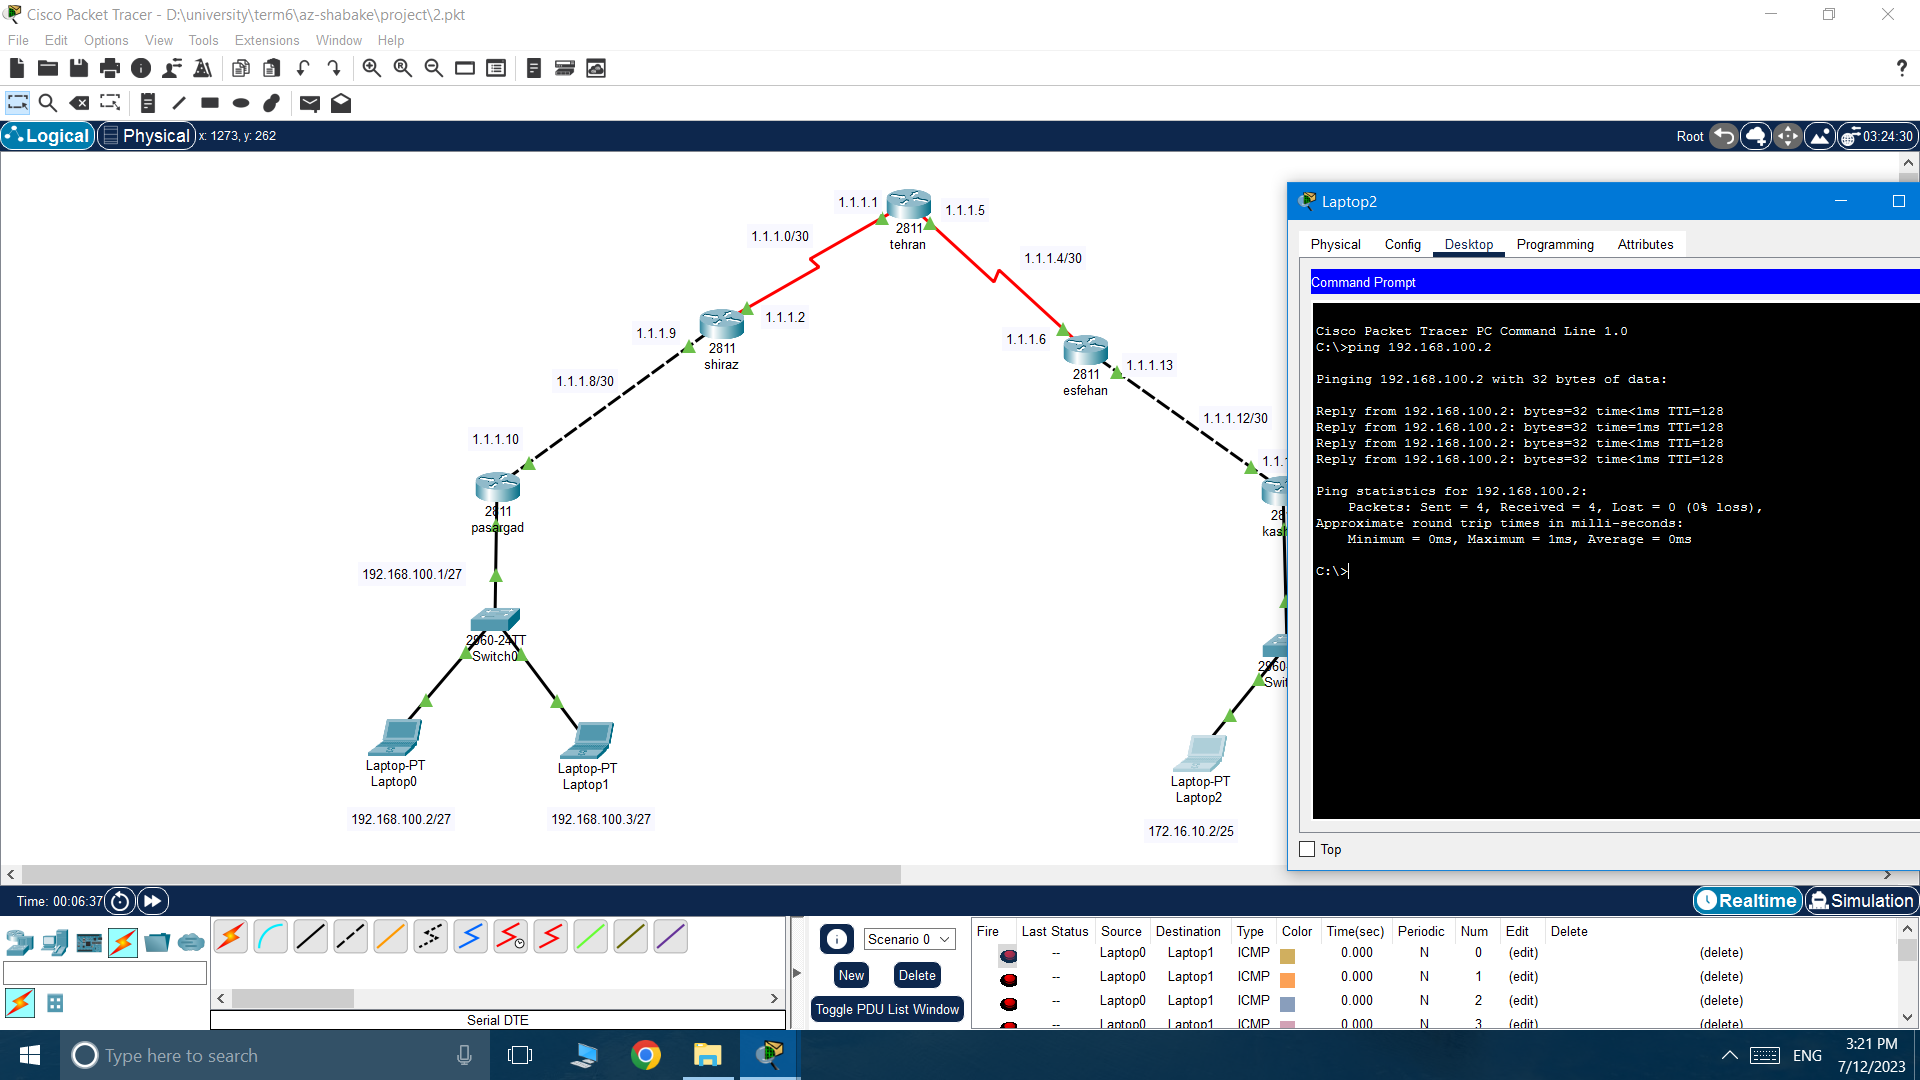 Cisco Packet Tracer - D:\university\term6\az-shabake\project\2.pkt
File Edit Options View Tools Extensions Window Help
Logical Physical x: 1273, y: 262
Root 03:24:30
1.1.1.1
1.1.1.5
2811
tehran
1.1.1.0/30
1.1.1.4/30
1.1.1.9
1.1.1.2
2811
shiraz
1.1.1.6
2811
esfehan
1.1.1.13
1.1.1.8/30
1.1.1.12/30
1.1.1.10
2811
pasargad
192.168.100.1/27
2960-24TT
Switch0
Laptop-PT
Laptop0
Laptop-PT
Laptop1
192.168.100.2/27
192.168.100.3/27
Laptop-PT
Laptop2
172.16.10.2/25
Laptop2
Physical Config Desktop Programming Attributes
Command Prompt
Cisco Packet Tracer PC Command Line 1.0
C:\>ping 192.168.100.2
Pinging 192.168.100.2 with 32 bytes of data:
Reply from 192.168.100.2: bytes=32 time<1ms TTL=128
Reply from 192.168.100.2: bytes=32 time=1ms TTL=128
Reply from 192.168.100.2: bytes=32 time<1ms TTL=128
Reply from 192.168.100.2: bytes=32 time<1ms TTL=128
Ping statistics for 192.168.100.2:
Packets: Sent = 4, Received = 4, Lost = 0 (0% loss),
Approximate round trip times in milli-seconds:
Minimum = 0ms, Maximum = 1ms, Average = 0ms
C:\>
Top
Time: 00:06:37
Realtime Simulation
Serial DTE
Scenario 0
New Delete
Toggle PDU List Window
Fire Last Status Source Destination Type Color Time(sec) Periodic Num Edit Delete
-- Laptop0 Laptop1 ICMP 0.000 N 0 (edit) (delete)
-- Laptop0 Laptop1 ICMP 0.000 N 1 (edit) (delete)
-- Laptop0 Laptop1 ICMP 0.000 N 2 (edit) (delete)
-- Laptop0 Laptop1 ICMP 0.000 N 3 (edit) (delete)
Type here to search
ENG
3:21 PM
7/12/2023